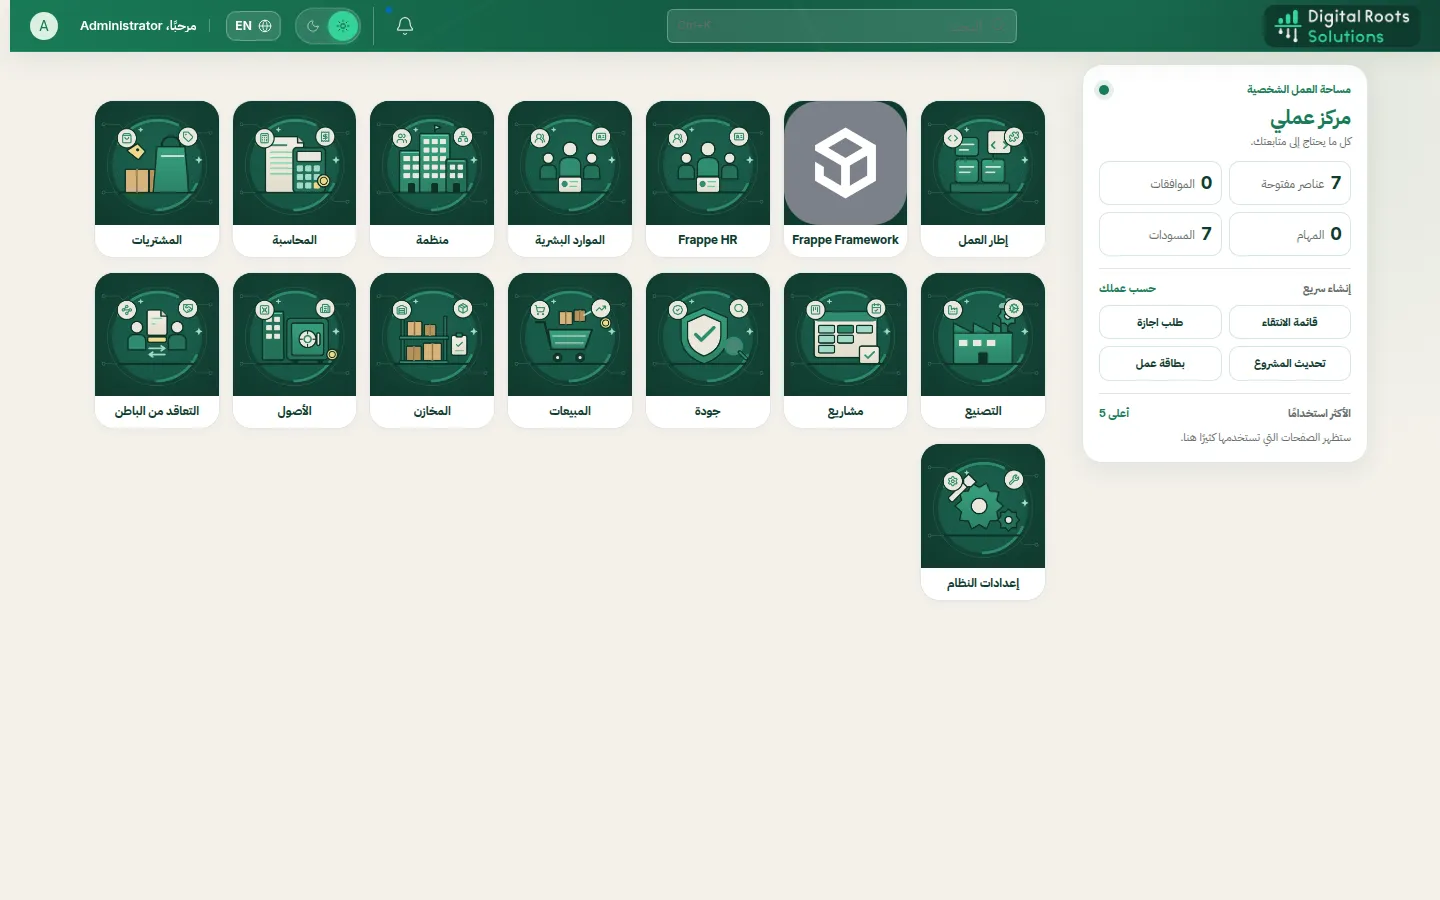 Digital Roots
Solutions
Ctrl+K
EN
مرحبًا، Administrator
A
مساحة العمل الشخصية
مركز عملي
كل ما يحتاج إلى متابعتك.
7 عناصر مفتوحة
0 الموافقات
0 المهام
7 المسودات
إنشاء سريع
حسب عملك
قائمة الانتقاء
طلب اجازة
تحديث المشروع
بطاقة عمل
الأكثر استخدامًا
أعلى 5
ستظهر الصفحات التي تستخدمها كثيرًا هنا.
إطار العمل
Frappe Framework
Frappe HR
الموارد البشرية
منظمة
المحاسبة
المشتريات
التصنيع
مشاريع
جودة
المبيعات
المخازن
الأصول
التعاقد من الباطن
إعدادات النظام